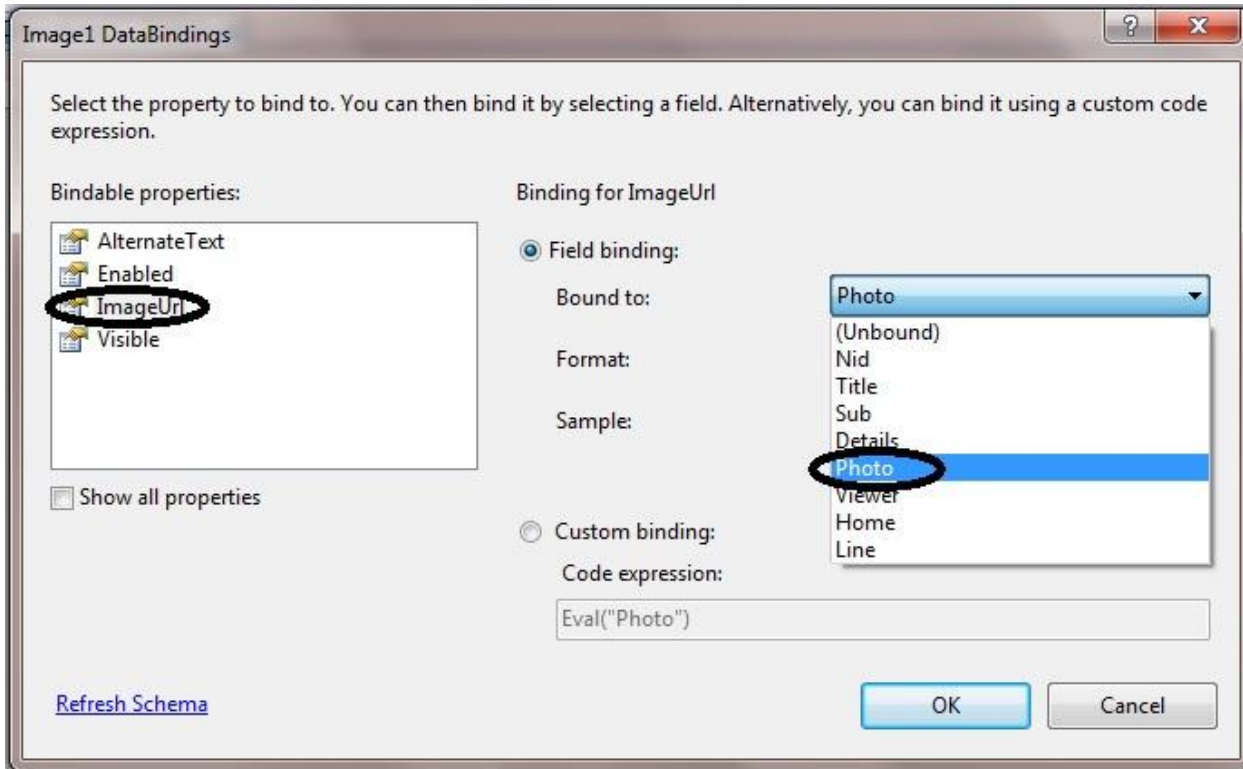 Image1 DataBindings
Select the property to bind to. You can then bind it by selecting a field. Alternatively, you can bind it using a custom code
expression.
Bindable properties:
AlternateText
Enabled
ImageUrl
Visible
Show all properties
Binding for ImageUrl
Field binding:
Bound to: Photo
(Unbound)
Nid
Title
Sub
Details
Photo
Viewer
Home
Line
Format:
Sample:
Custom binding:
Code expression:
Eval("Photo")
Refresh Schema
OK Cancel